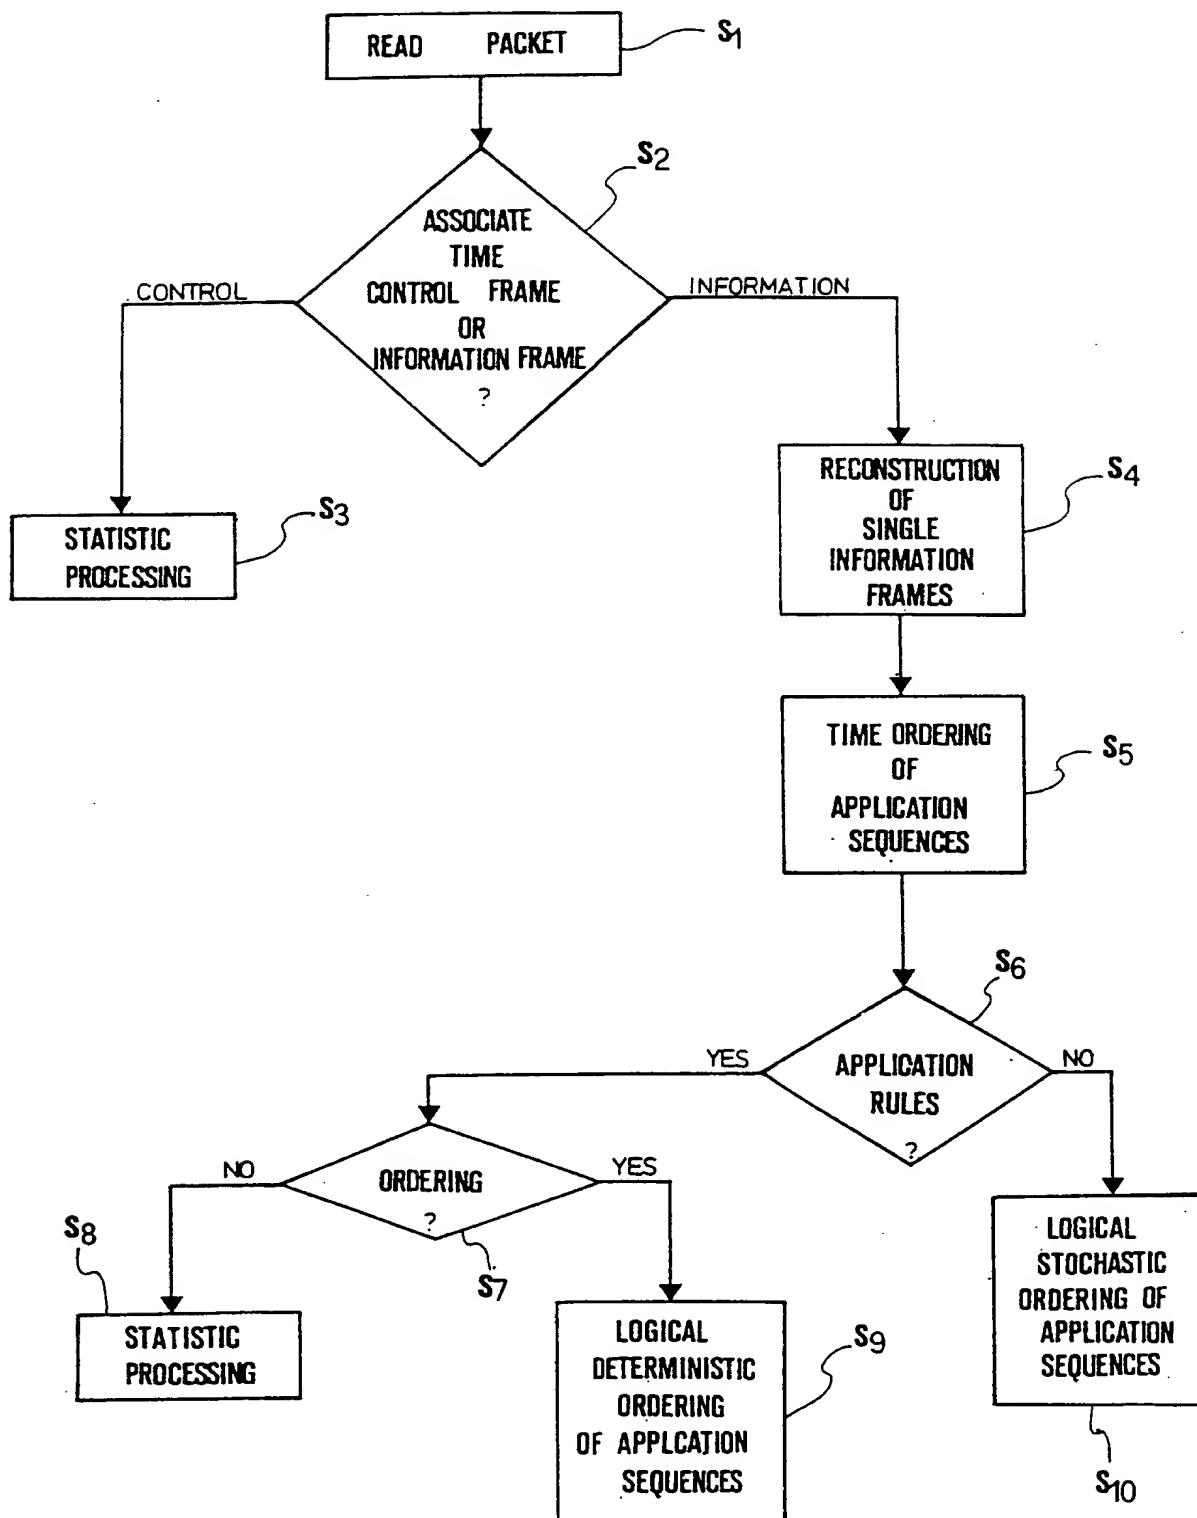 READ PACKET
S1
S2
ASSOCIATE
TIME
CONTROL FRAME
OR
INFORMATION FRAME
?
CONTROL
INFORMATION
STATISTIC
PROCESSING
S3
RECONSTRUCTION
OF
SINGLE
INFORMATION
FRAMES
S4
TIME ORDERING
OF
APPLICATION
SEQUENCES
S5
S6
APPLICATION
RULES
?
YES
NO
ORDERING
?
NO
YES
S7
S8
STATISTIC
PROCESSING
LOGICAL
DETERMINISTIC
ORDERING
OF APPLCATION
SEQUENCES
S9
LOGICAL
STOCHASTIC
ORDERING OF
APPLICATION
SEQUENCES
S10